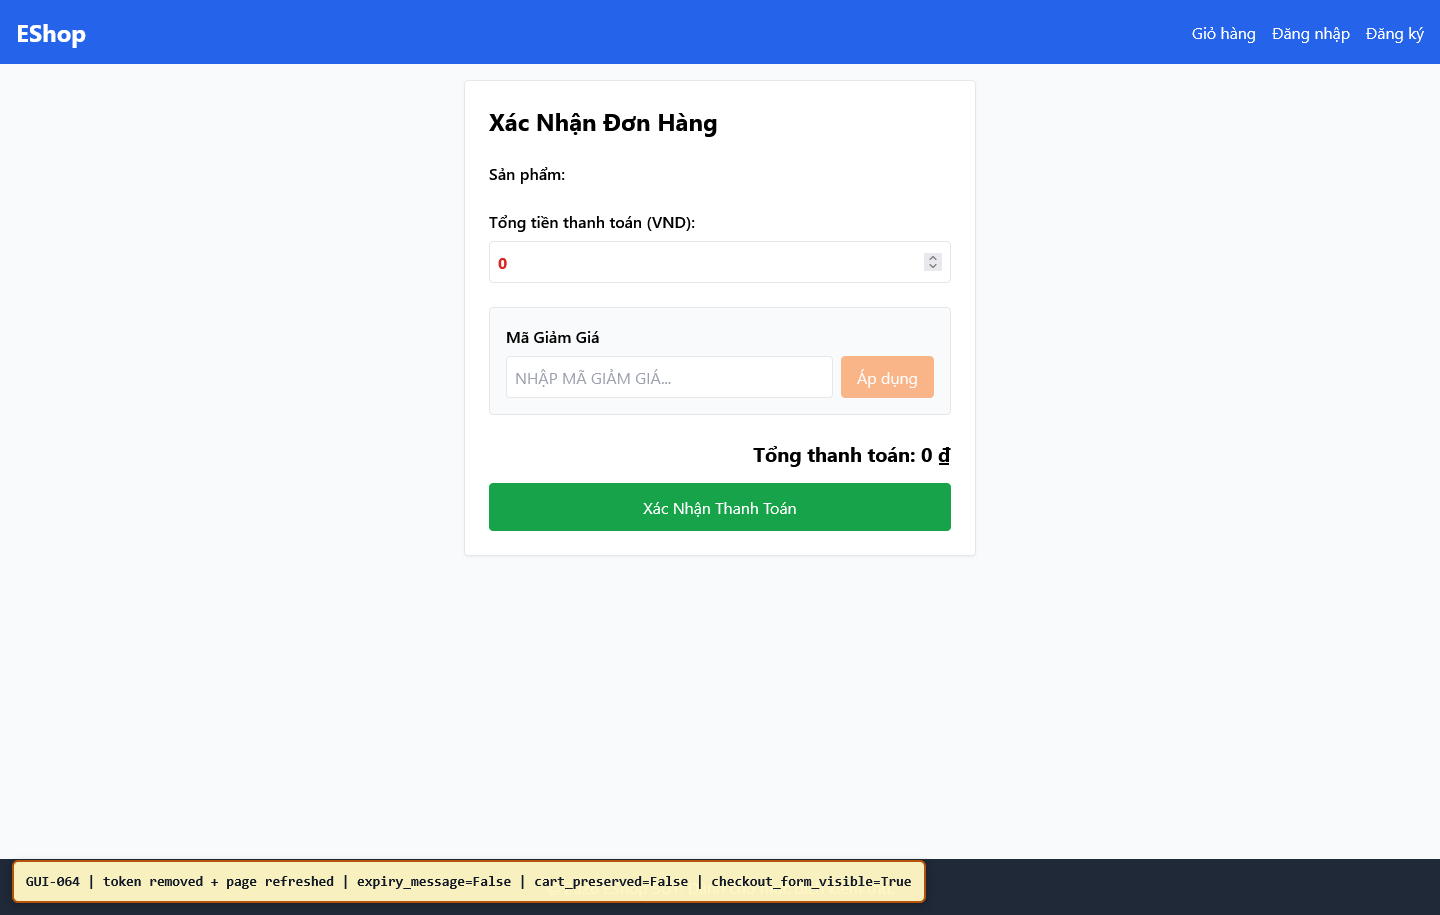 EShop
Giỏ hàng Đăng nhập Đăng ký
Xác Nhận Đơn Hàng
Sản phẩm:
Tổng tiền thanh toán (VND):
0
Mã Giảm Giá
NHẬP MÃ GIẢM GIÁ...
Áp dụng
Tổng thanh toán: 0 ₫
Xác Nhận Thanh Toán
GUI-064 | token removed + page refreshed | expiry_message=False | cart_preserved=False | checkout_form_visible=True